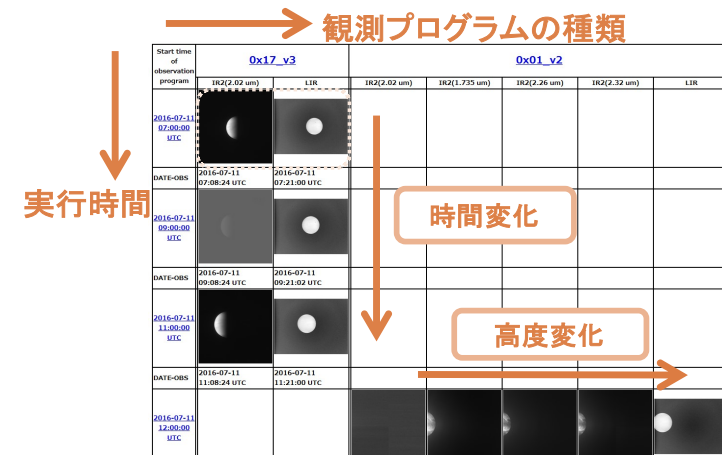 観測プログラムの種類
実行時間
Start time
of
observation
program
0x17_v3
0x01_v2
IR2(2.02 um)
LIR
IR2(2.02 um)
IR2(1.735 um)
IR2(2.26 um)
IR2(2.32 um)
LIR
2016-07-11
07:00:00
UTC
DATE-OBS
2016-07-11
07:08:24 UTC
2016-07-11
07:21:00 UTC
時間変化
2016-07-11
09:00:00
UTC
DATE-OBS
2016-07-11
09:08:24 UTC
2016-07-11
09:21:02 UTC
2016-07-11
11:00:00
UTC
高度変化
DATE-OBS
2016-07-11
11:08:24 UTC
2016-07-11
11:21:00 UTC
2016-07-11
12:00:00
UTC